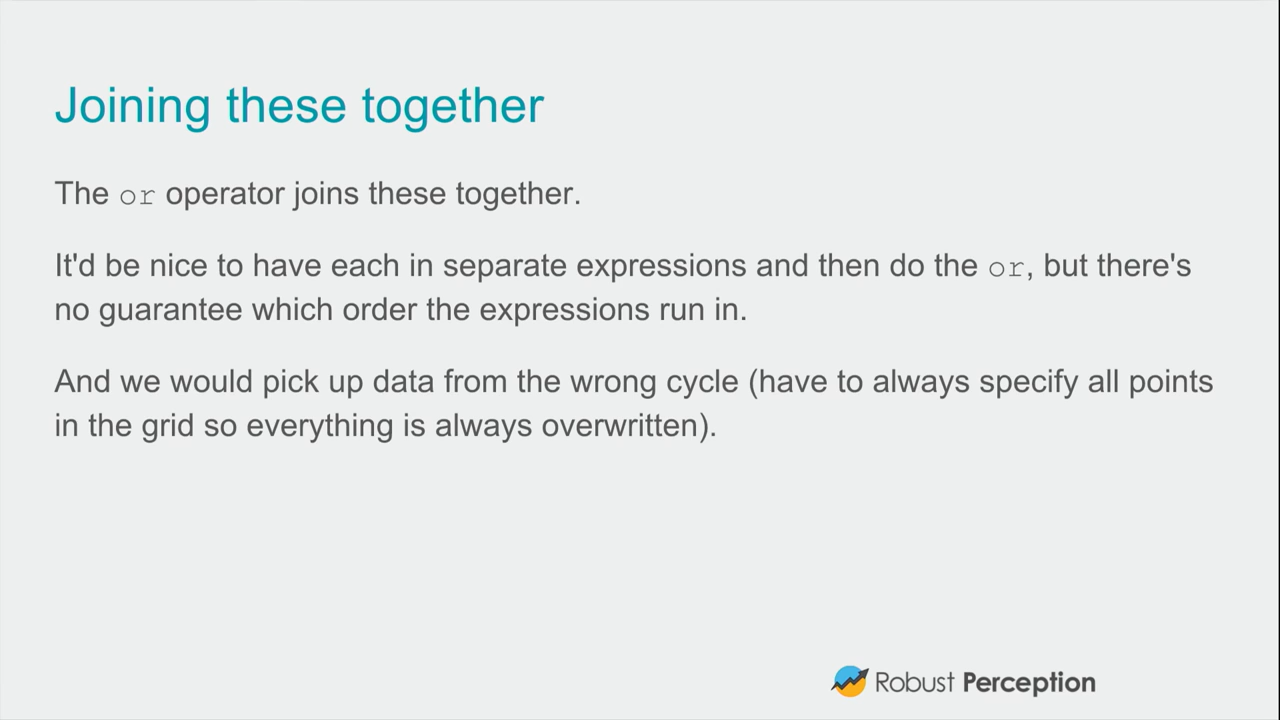 Joining these together
The or operator joins these together.
It'd be nice to have each in separate expressions and then do the or, but there's
no guarantee which order the expressions run in.
And we would pick up data from the wrong cycle (have to always specify all points
in the grid so everything is always overwritten).
Robust Perception